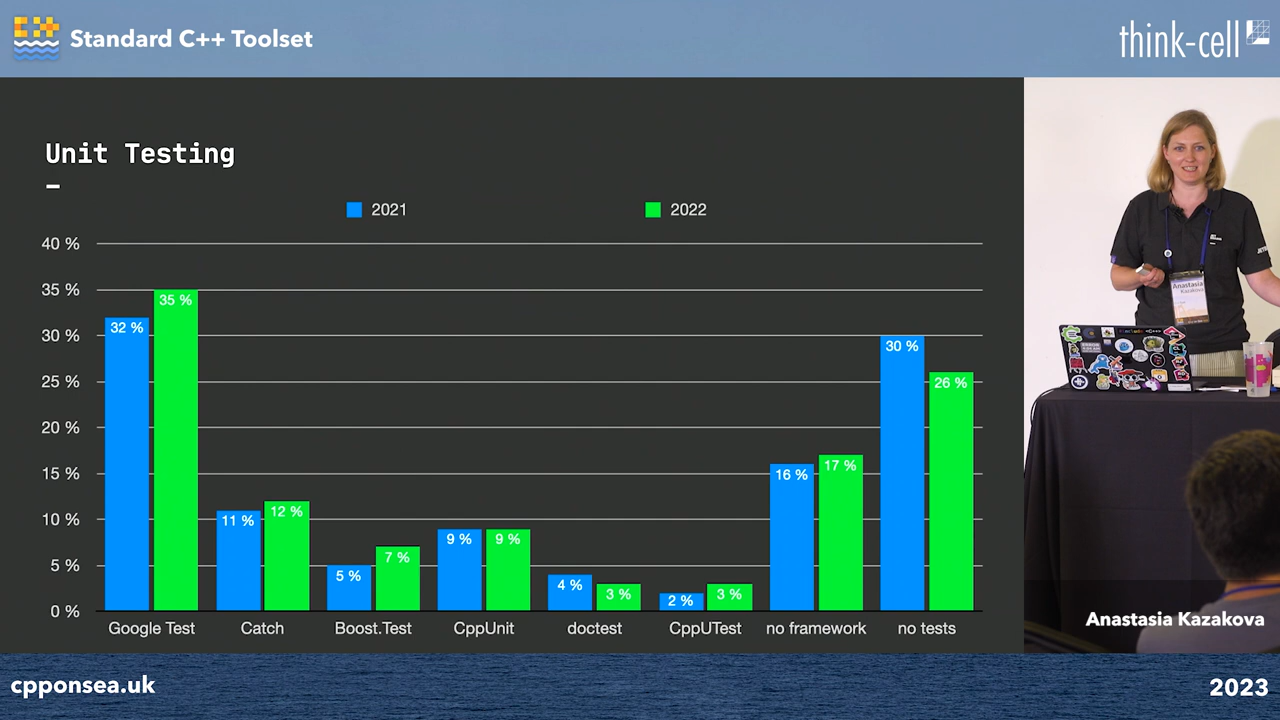 Standard C++ Toolset
think-cell
Unit Testing
2021
2022
40 %
35 %
30 %
25 %
20 %
15 %
10 %
5 %
0 %
32 %
35 %
11 %
12 %
5 %
7 %
9 %
9 %
4 %
3 %
2 %
3 %
16 %
17 %
30 %
26 %
Google Test
Catch
Boost.Test
CppUnit
doctest
CppUTest
no framework
no tests
Anastasia
Kazakova
Anastasia Kazakova
cpponsea.uk
2023